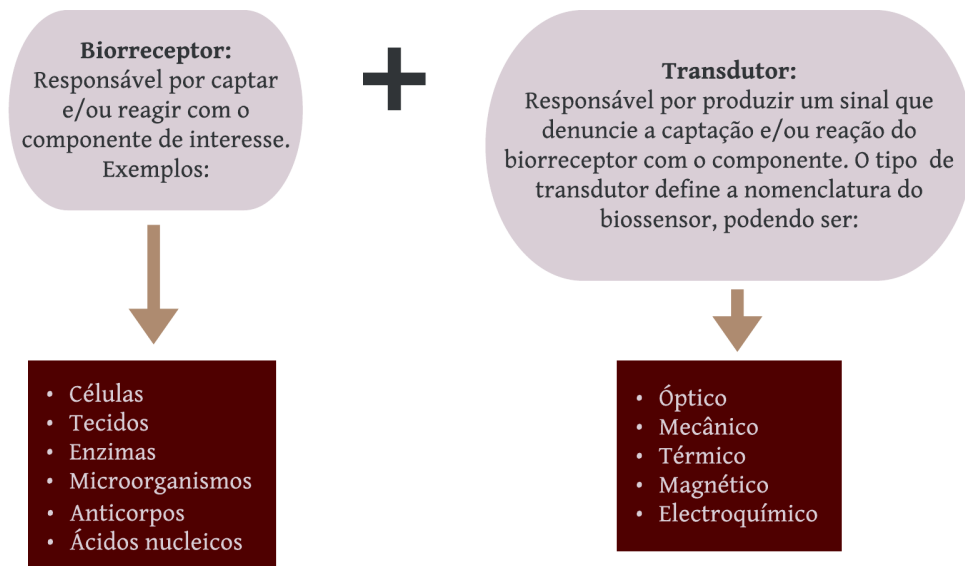 Biorreceptor:
Responsável por captar
e/ou reagir com o
componente de interesse.
Exemplos:
+
Transdutor:
Responsável por produzir um sinal que
denuncie a captação e/ou reação do
biorreceptor com o componente. O tipo de
transdutor define a nomenclatura do
biossensor, podendo ser:
• Células
• Tecidos
• Enzimas
• Microorganismos
• Anticorpos
• Ácidos nucleicos
• Óptico
• Mecânico
• Térmico
• Magnético
• Electroquímico